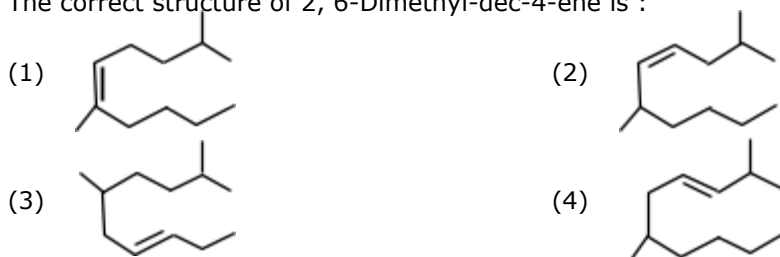 The correct structure of 2, 6-Dimethyl-dec-4-ene is :
(1)
(2)
(3)
(4)